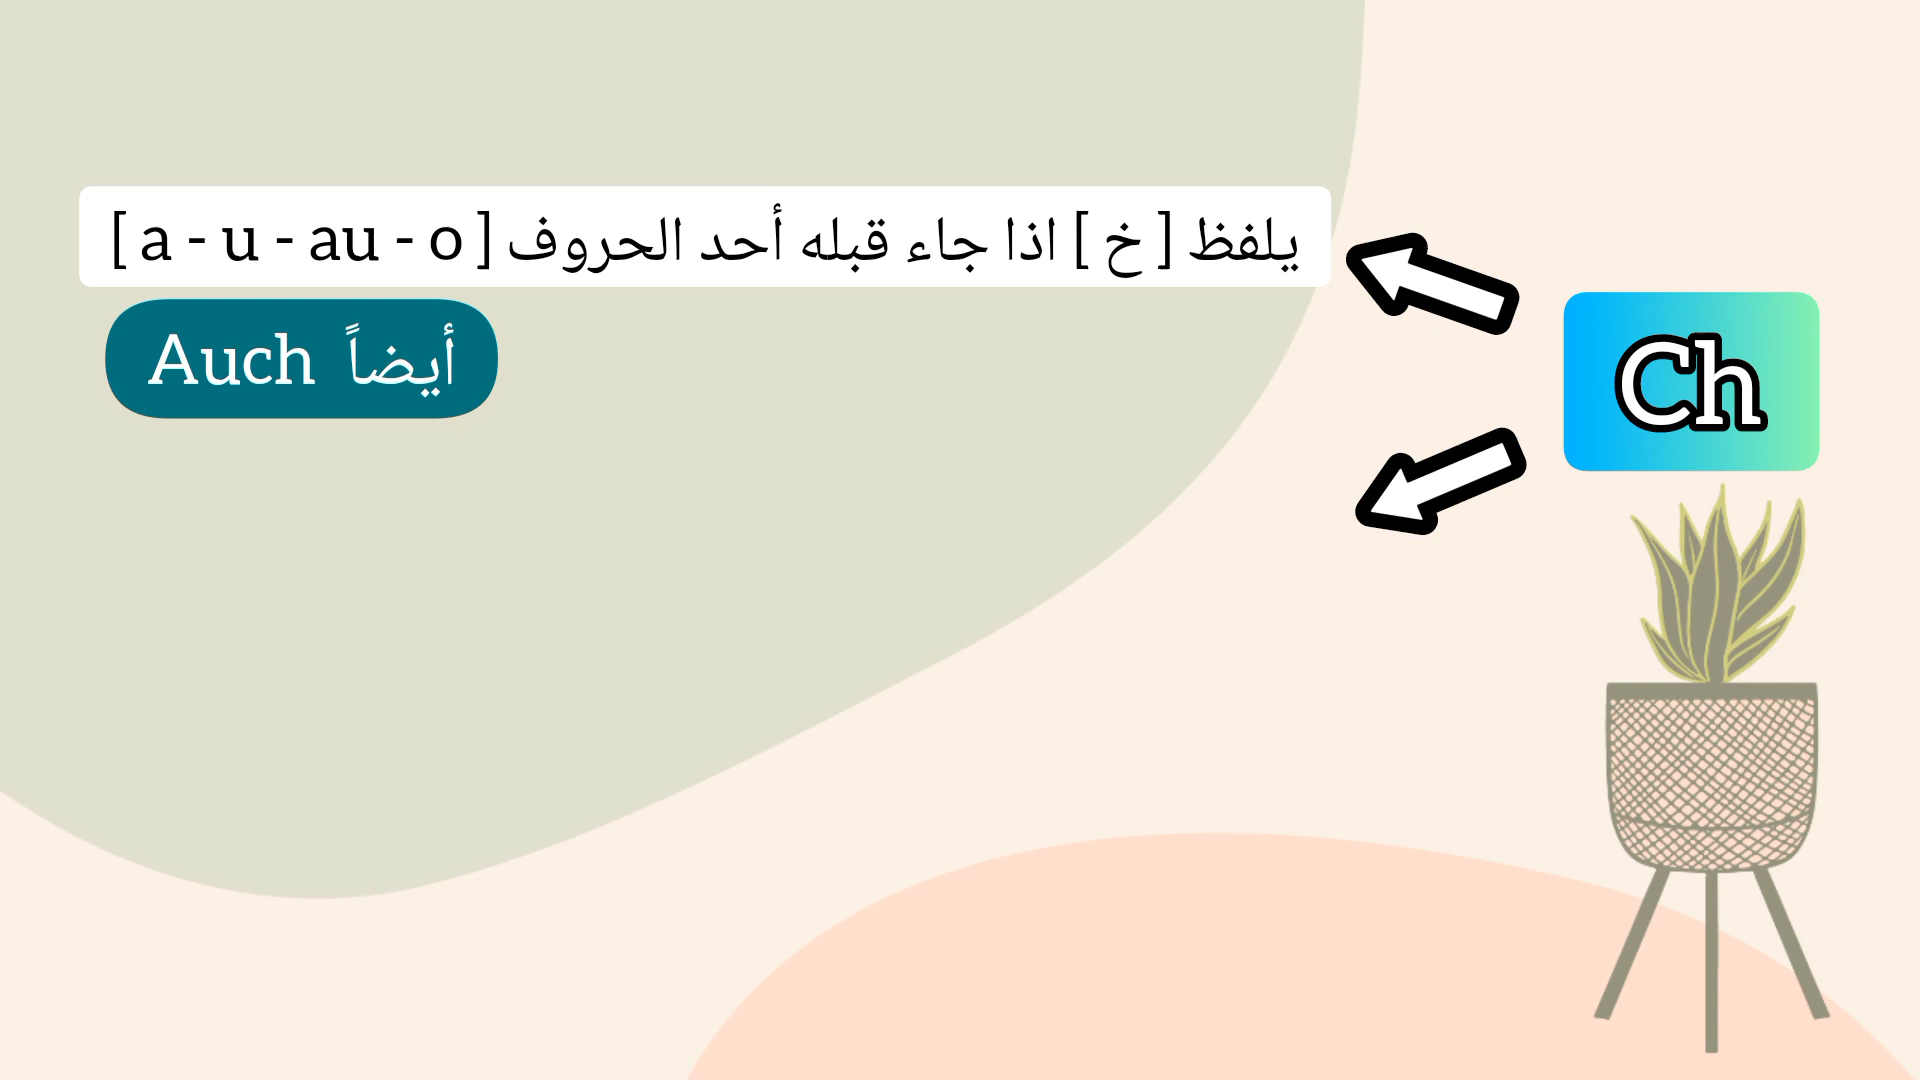 يلفظ [ خ ] اذا جاء قبله أحد الحروف [ a - u - au - o ]
Auch أيضاً
Ch